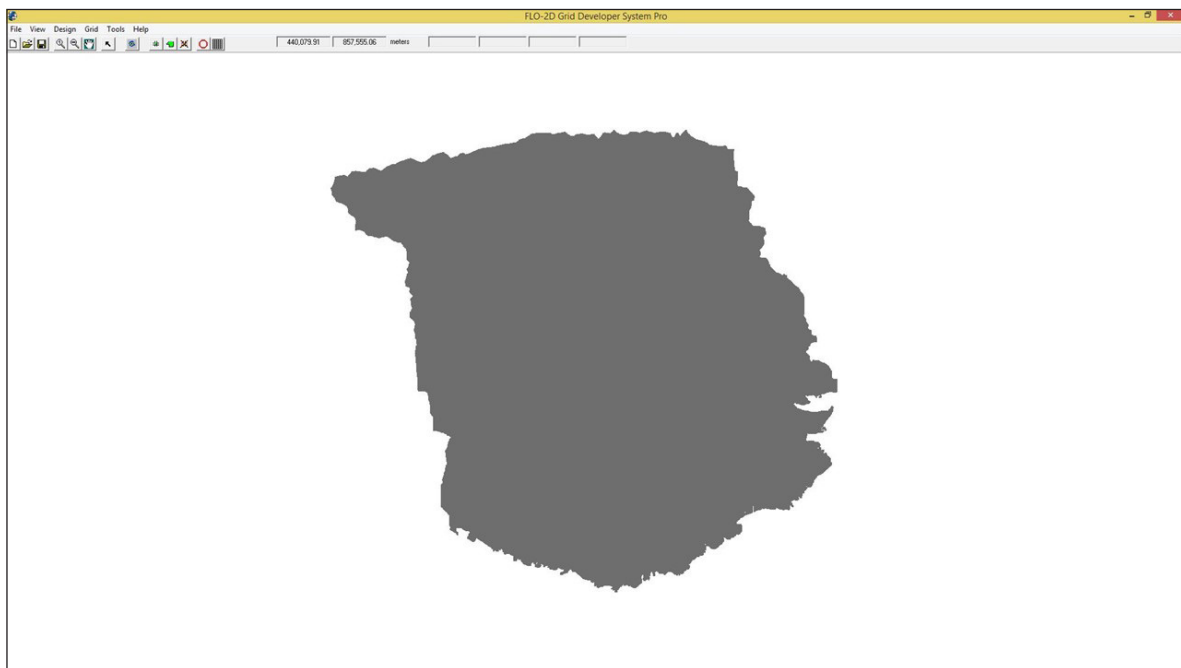 FLO-2D Grid Developer System Pro
File View Design Grid Tools Help
440,079.91 857,555.06 meters